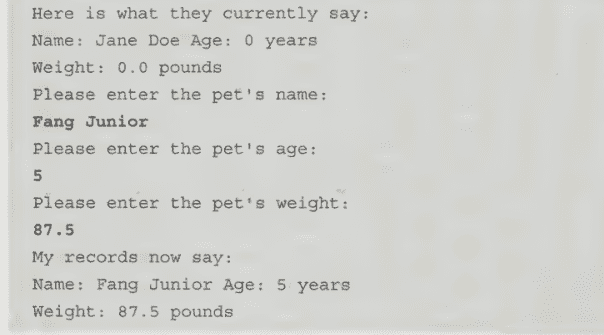 Here is what they currently say:
Name: Jane Doe Age: 0 years
Weight: 0.0 pounds
Please enter the pet's name:
Fang Junior
Please enter the pet's age:
5
Please enter the pet's weight:
87.5
My records now say:
Name: Fang Junior Age: 5 years
Weight: 87.5 pounds